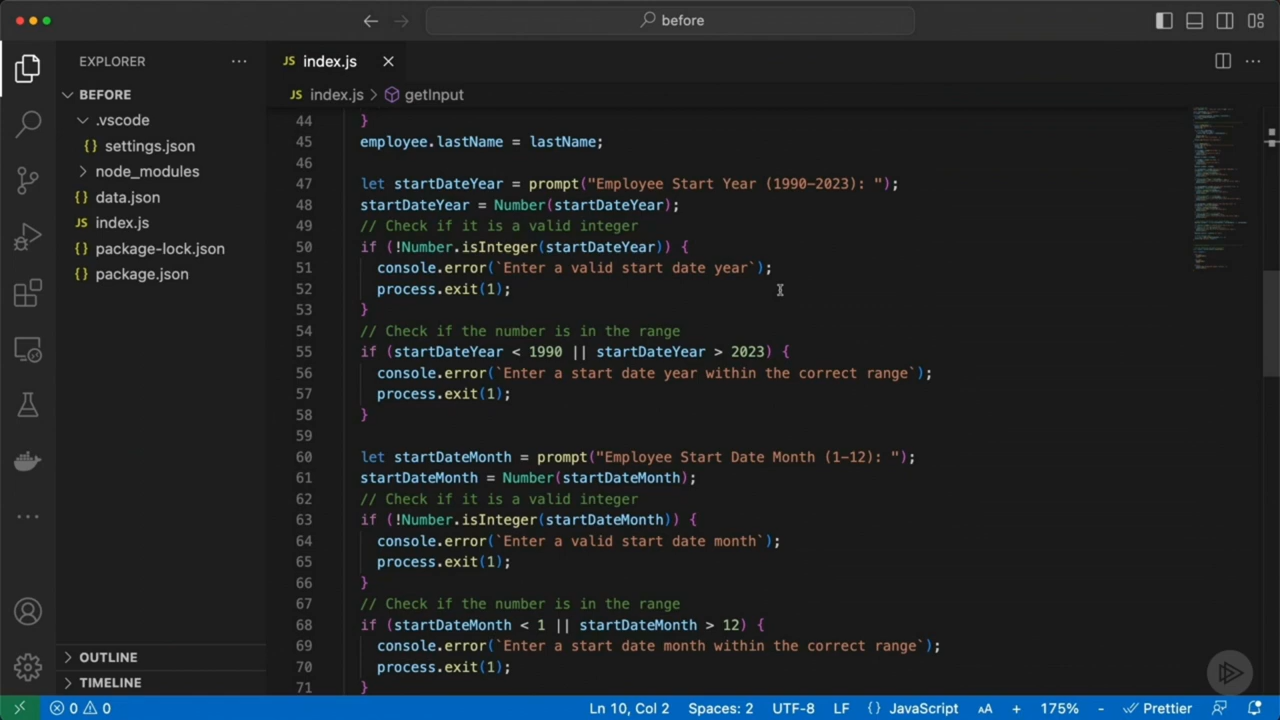 before
EXPLORER
BEFORE
.vscode
{} settings.json
node_modules
{} data.json
JS index.js
{} package-lock.json
{} package.json
OUTLINE
TIMELINE
JS index.js
JS index.js > getInput
44 }
45 employee.lastName = lastName;
46
47 let startDateYear = prompt("Employee Start Year (1990-2023): ");
48 startDateYear = Number(startDateYear);
49 // Check if it is a valid integer
50 if (!Number.isInteger(startDateYear)) {
51 console.error(`Enter a valid start date year`);
52 process.exit(1);
53 }
54 // Check if the number is in the range
55 if (startDateYear < 1990 || startDateYear > 2023) {
56 console.error(`Enter a start date year within the correct range`);
57 process.exit(1);
58 }
59
60 let startDateMonth = prompt("Employee Start Date Month (1-12): ");
61 startDateMonth = Number(startDateMonth);
62 // Check if it is a valid integer
63 if (!Number.isInteger(startDateMonth)) {
64 console.error(`Enter a valid start date month`);
65 process.exit(1);
66 }
67 // Check if the number is in the range
68 if (startDateMonth < 1 || startDateMonth > 12) {
69 console.error(`Enter a start date month within the correct range`);
70 process.exit(1);
71 }
0 0 Ln 10, Col 2 Spaces: 2 UTF-8 LF {} JavaScript AA + 175% - Prettier